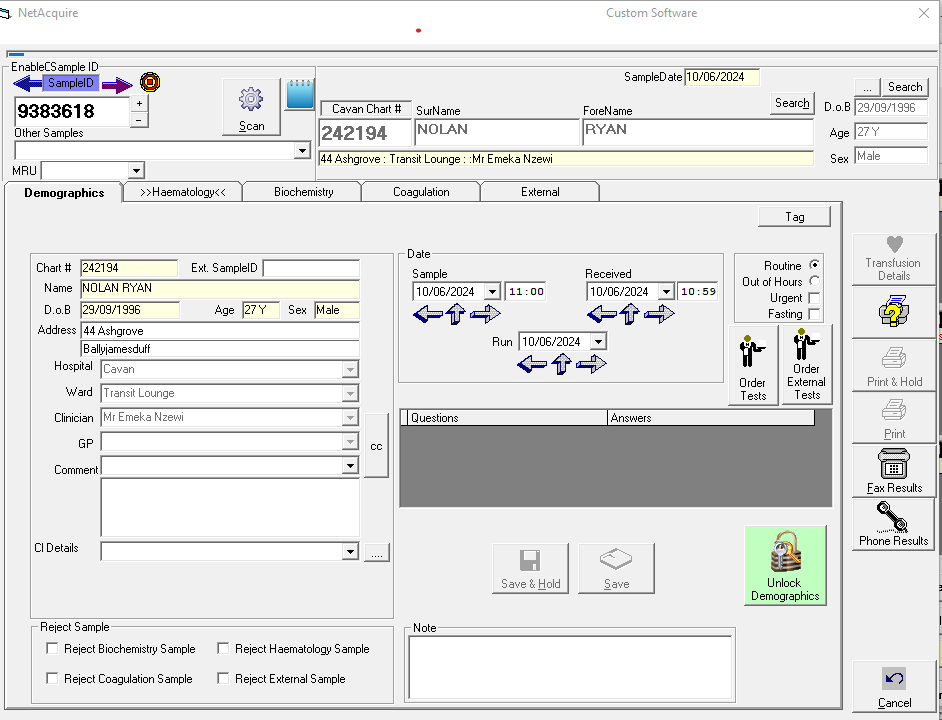 NetAcquire
Custom Software
EnableCSample ID
SampleID
9383618
+
-
Scan
Other Samples
MRU
SampleDate 10/06/2024
Cavan Chart #
SurName
ForeName
Search
242194
NOLAN
RYAN
44 Ashgrove : Transit Lounge : :Mr Emeka Nzewi
... Search
D.o.B 29/09/1996
Age 27 Y
Sex Male
Demographics
>>Haematology<<
Biochemistry
Coagulation
External
Tag
Chart # 242194 Ext. SampleID
Name NOLAN RYAN
D.o.B 29/09/1996 Age 27 Y Sex Male
Address 44 Ashgrove
Ballyjamesduff
Hospital Cavan
Ward Transit Lounge
Clinician Mr Emeka Nzewi
GP
cc
Comment
Cl Details
....
Date
Sample
Received
10/06/2024 11:00
10/06/2024 10:59
Run 10/06/2024
Routine
Out of Hours
Urgent
Fasting
Order
Tests
Order
External
Tests
Questions
Answers
Save & Hold
Save
Unlock
Demographics
Reject Sample
Reject Biochemistry Sample
Reject Haematology Sample
Reject Coagulation Sample
Reject External Sample
Note
Transfusion
Details
Print & Hold
Print
Fax Results
Phone Results
Cancel